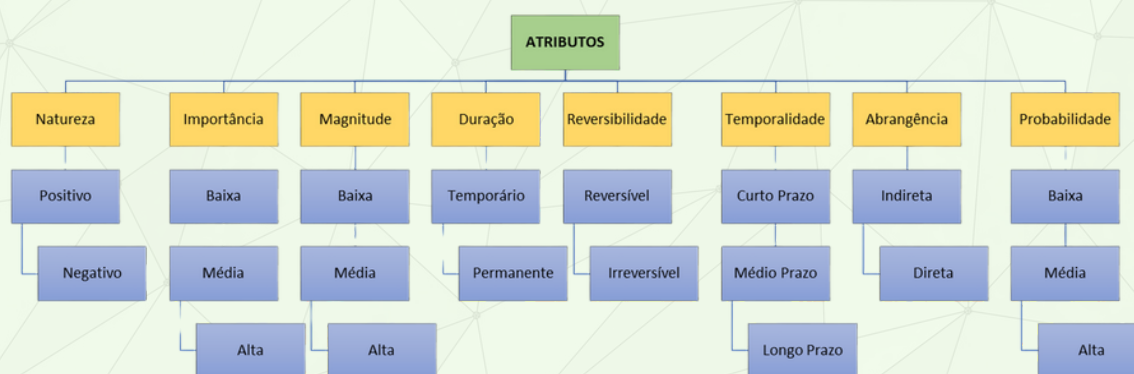 ATRIBUTOS
Natureza
Importância
Magnitude
Duração
Reversibilidade
Temporalidade
Abrangência
Probabilidade
Positivo
Baixa
Baixa
Temporário
Reversível
Curto Prazo
Indireta
Baixa
Negativo
Média
Média
Permanente
Irreversível
Médio Prazo
Direta
Média
Alta
Alta
Longo Prazo
Alta